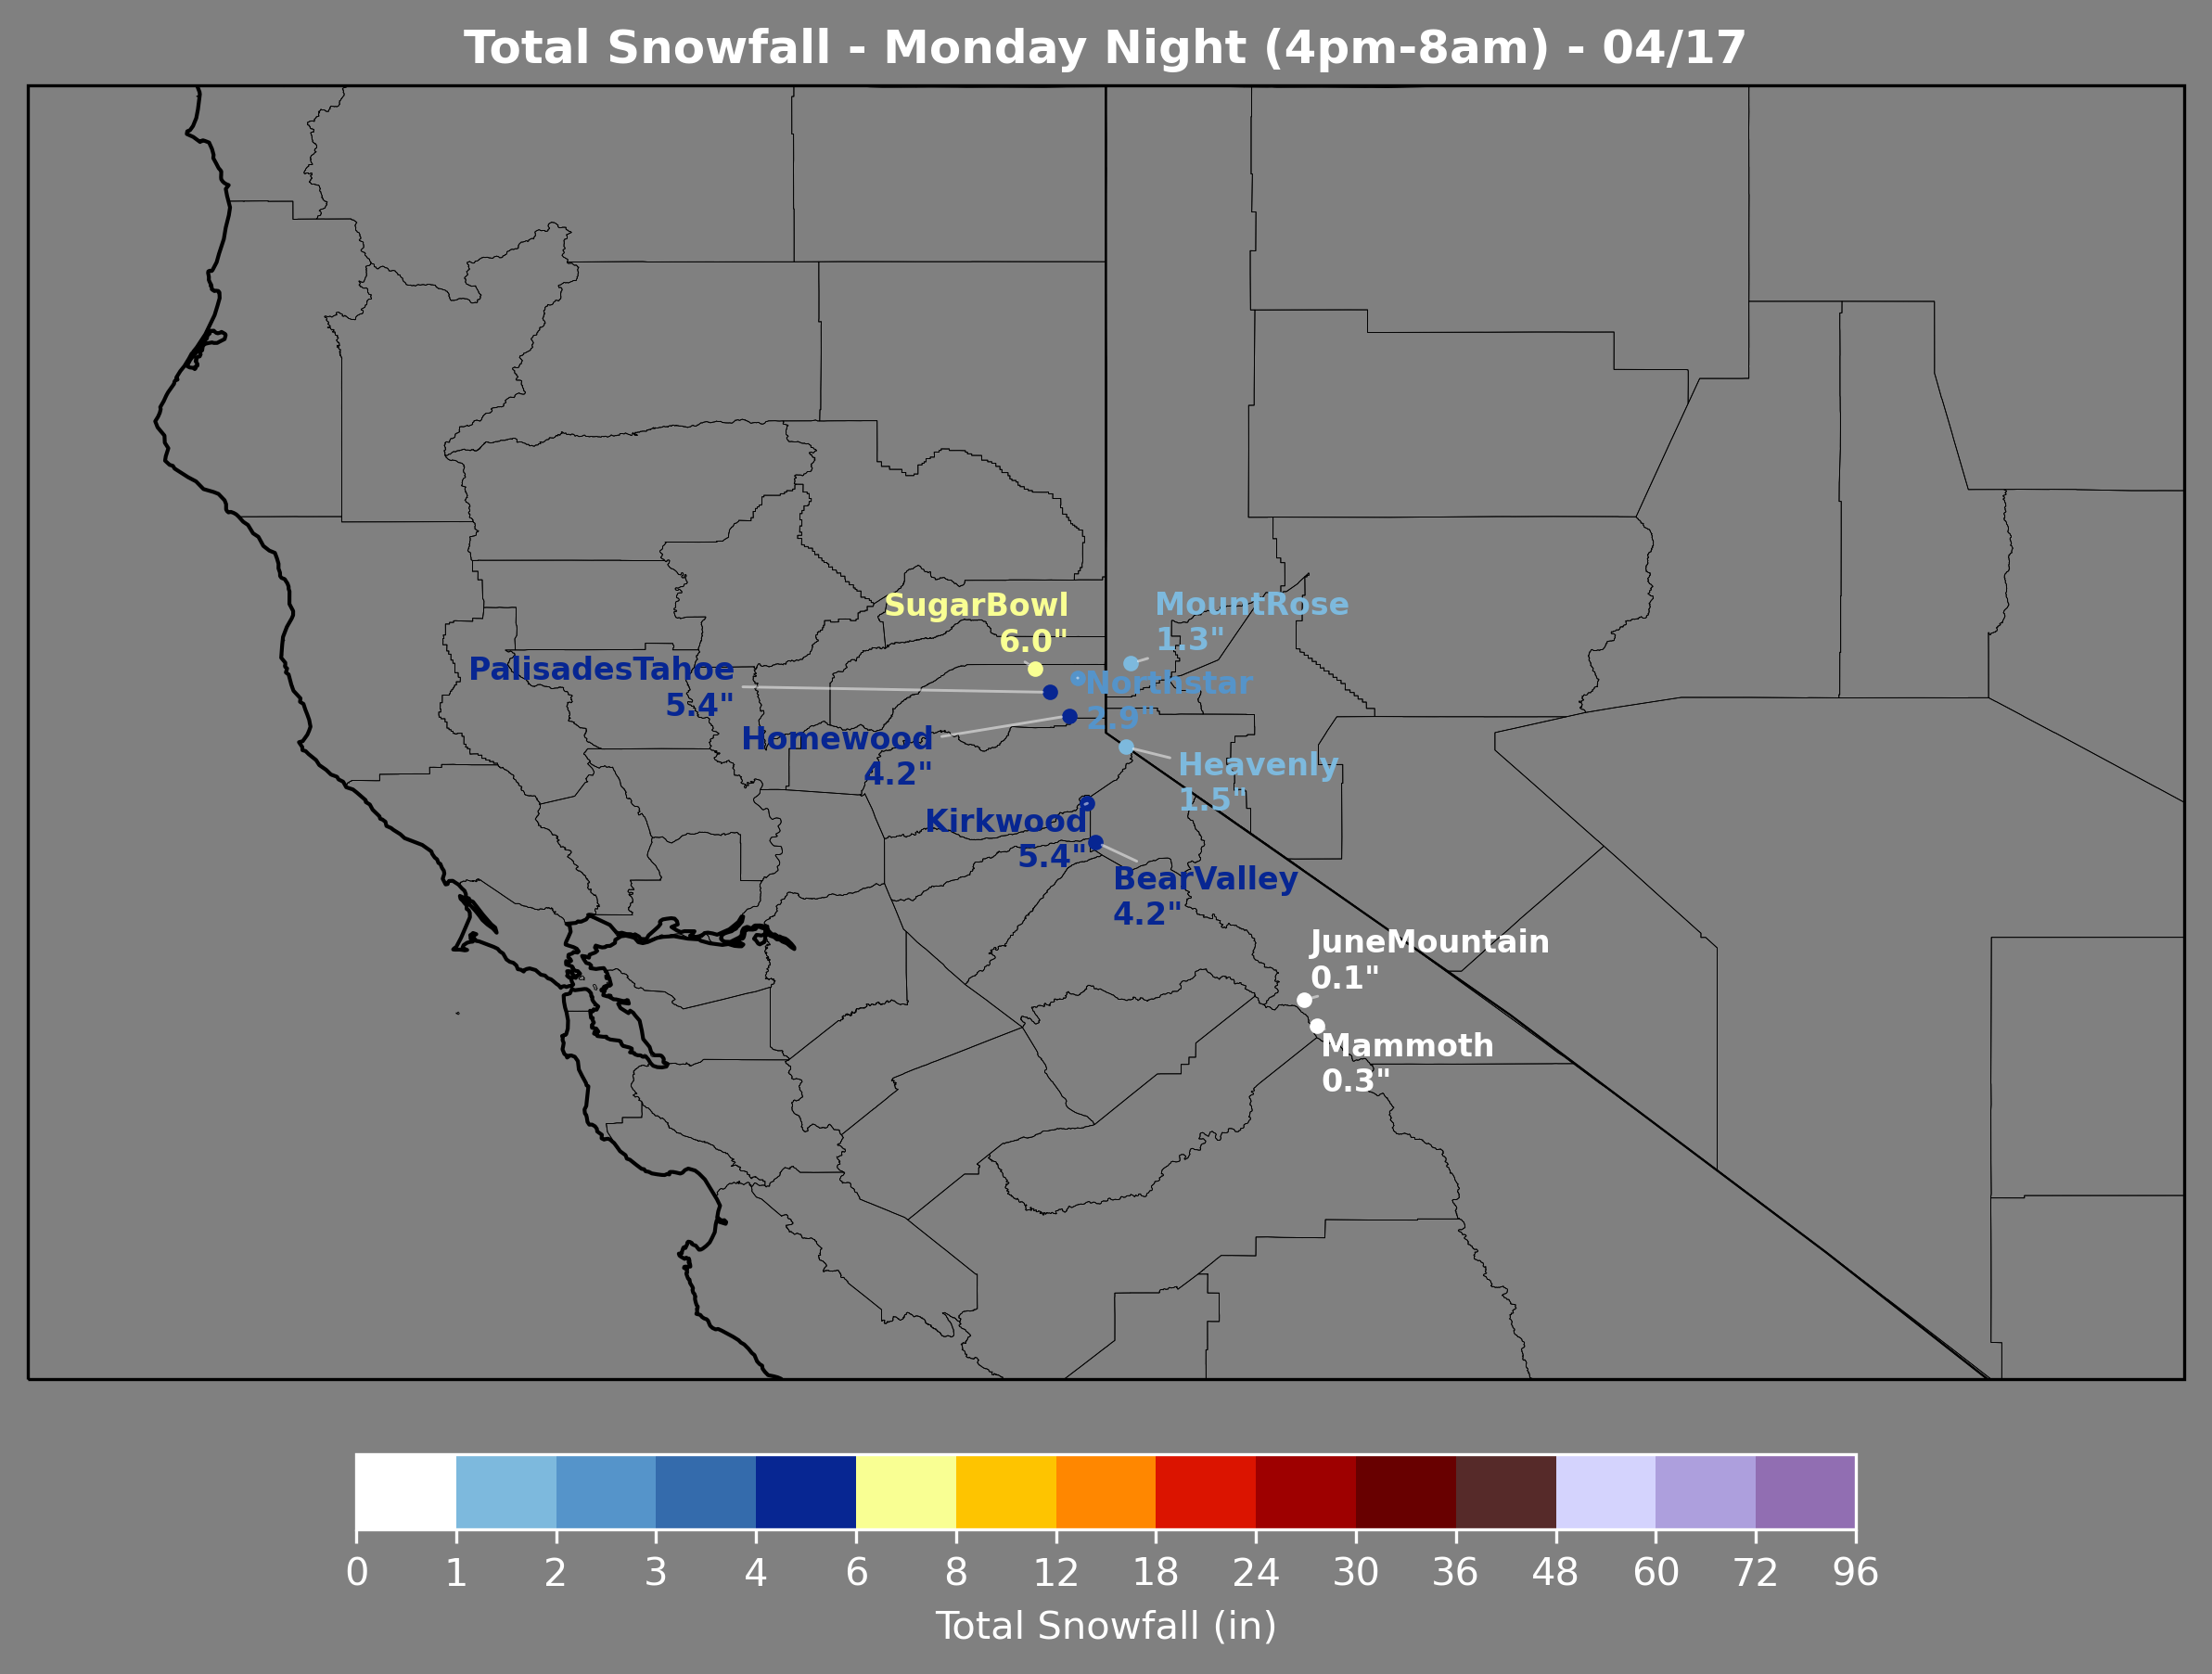 Total Snowfall - Monday Night (4pm-8am) - 04/17
SugarBowl
6.0"
MountRose
1.3"
PalisadesTahoe
5.4"
Northstar
2.9"
Homewood
4.2"
Heavenly
1.5"
Kirkwood
5.4"
BearValley
4.2"
JuneMountain
0.1"
Mammoth
0.3"
0 1 2 3 4 6 8 12 18 24 30 36 48 60 72 96
Total Snowfall (in)